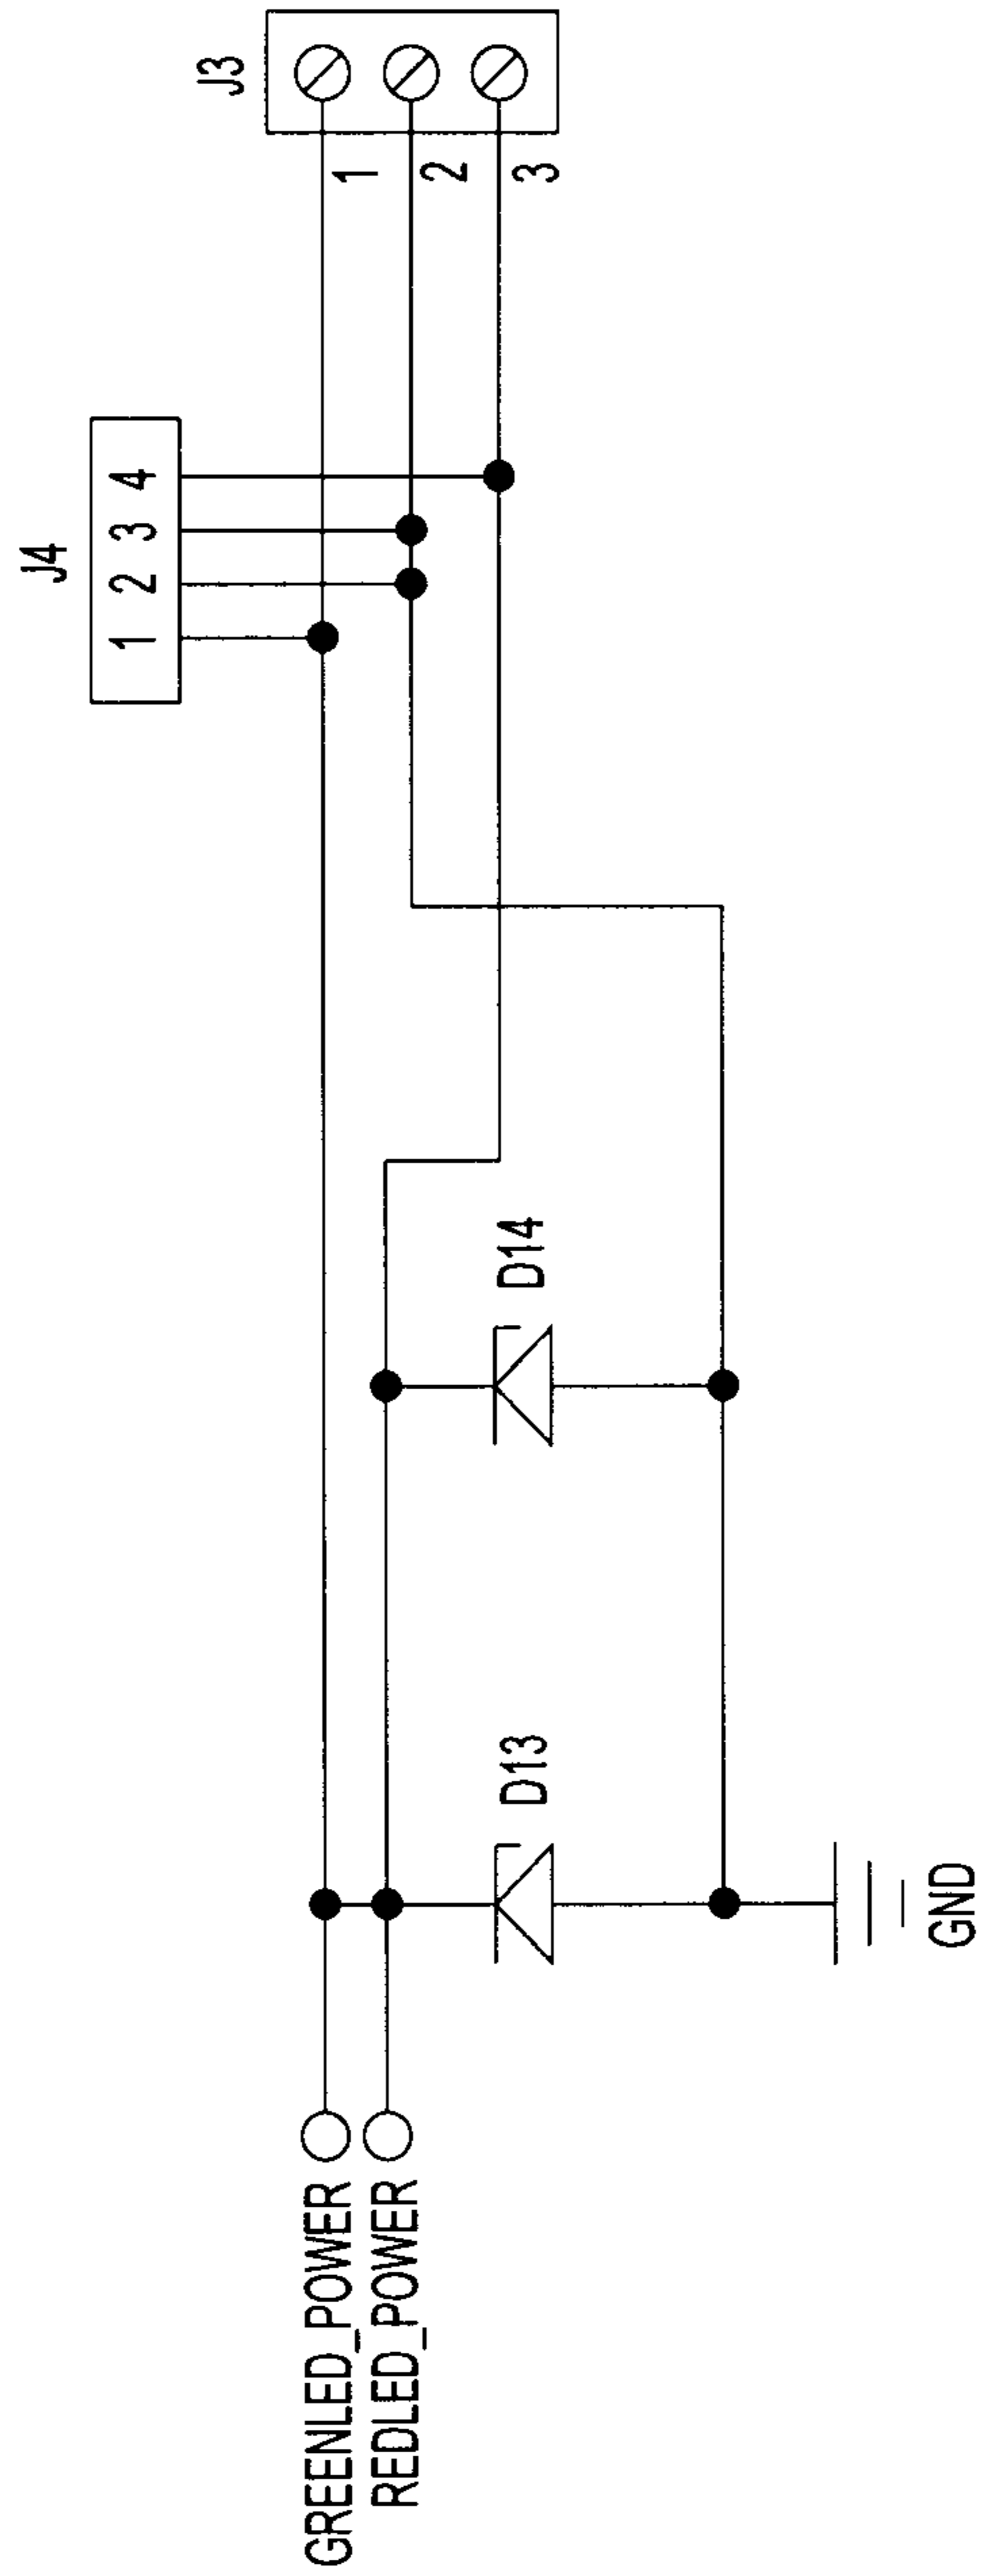 GREENLED_POWER
REDLED_POWER
D13
D14
GND
J4
1 2 3 4
J3
1
2
3